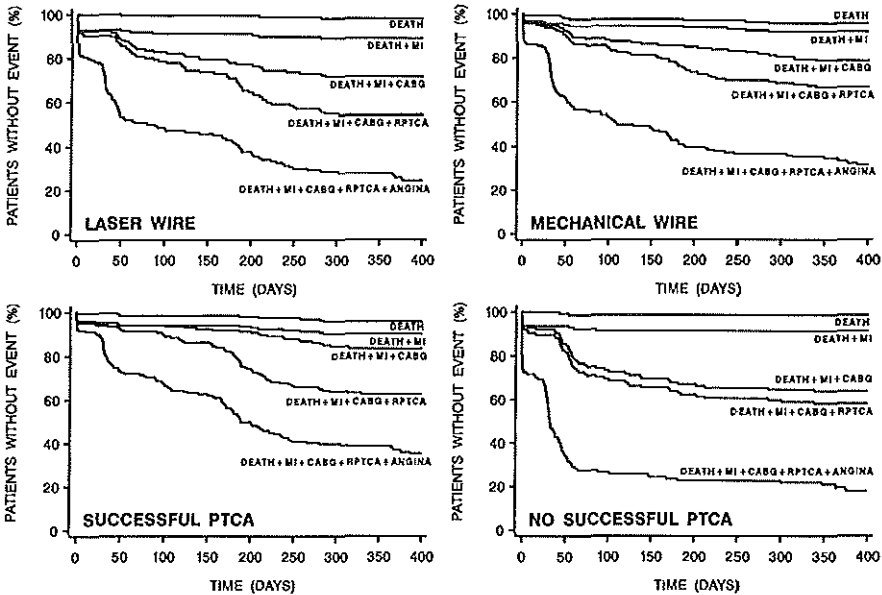 PATIENTS WITHOUT EVENT (%)
100
80
60
40
20
0
DEATH
DEATH+MI
DEATH+MI+CABG
DEATH+MI+CABG+RPTCA
DEATH+MI+CABG+RPTCA+ANGINA
LASER WIRE
0 50 100 150 200 250 300 350 400
TIME (DAYS)
PATIENTS WITHOUT EVENT (%)
100
80
60
40
20
0
DEATH
DEATH+MI
DEATH+MI+CABG
DEATH+MI+CABG+RPTCA
DEATH+MI+CABG+RPTCA+ANGINA
MECHANICAL WIRE
0 50 100 150 200 250 300 350 400
TIME (DAYS)
PATIENTS WITHOUT EVENT (%)
100
80
60
40
20
0
DEATH
DEATH+MI
DEATH+MI+CABG
DEATH+MI+CABG+RPTCA
DEATH+MI+CABG+RPTCA+ANGINA
SUCCESSFUL PTCA
0 50 100 150 200 250 300 350 400
TIME (DAYS)
PATIENTS WITHOUT EVENT (%)
100
80
60
40
20
0
DEATH
DEATH+MI
DEATH+MI+CABG
DEATH+MI+CABG+RPTCA
DEATH+MI+CABG+RPTCA+ANGINA
NO SUCCESSFUL PTCA
0 50 100 150 200 250 300 350 400
TIME (DAYS)